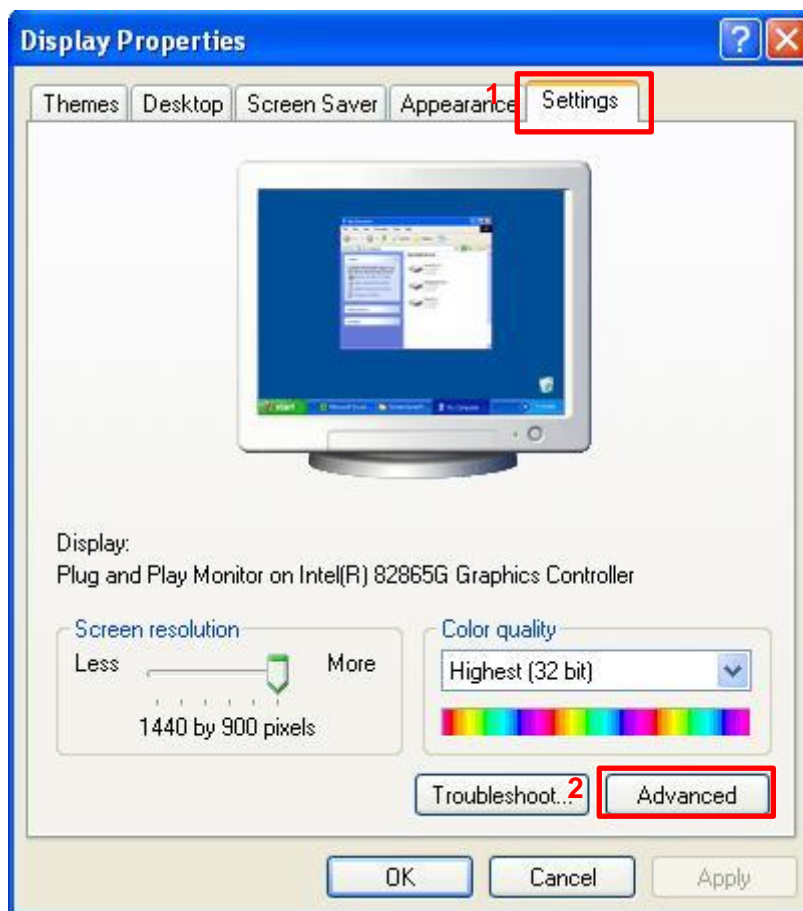 Display Properties
Themes Desktop Screen Saver Appearance 1 Settings
start
Display:
Plug and Play Monitor on Intel(R) 82865G Graphics Controller
Screen resolution
Less More
1440 by 900 pixels
Color quality
Highest (32 bit)
Troubleshoot... 2 Advanced
OK Cancel Apply